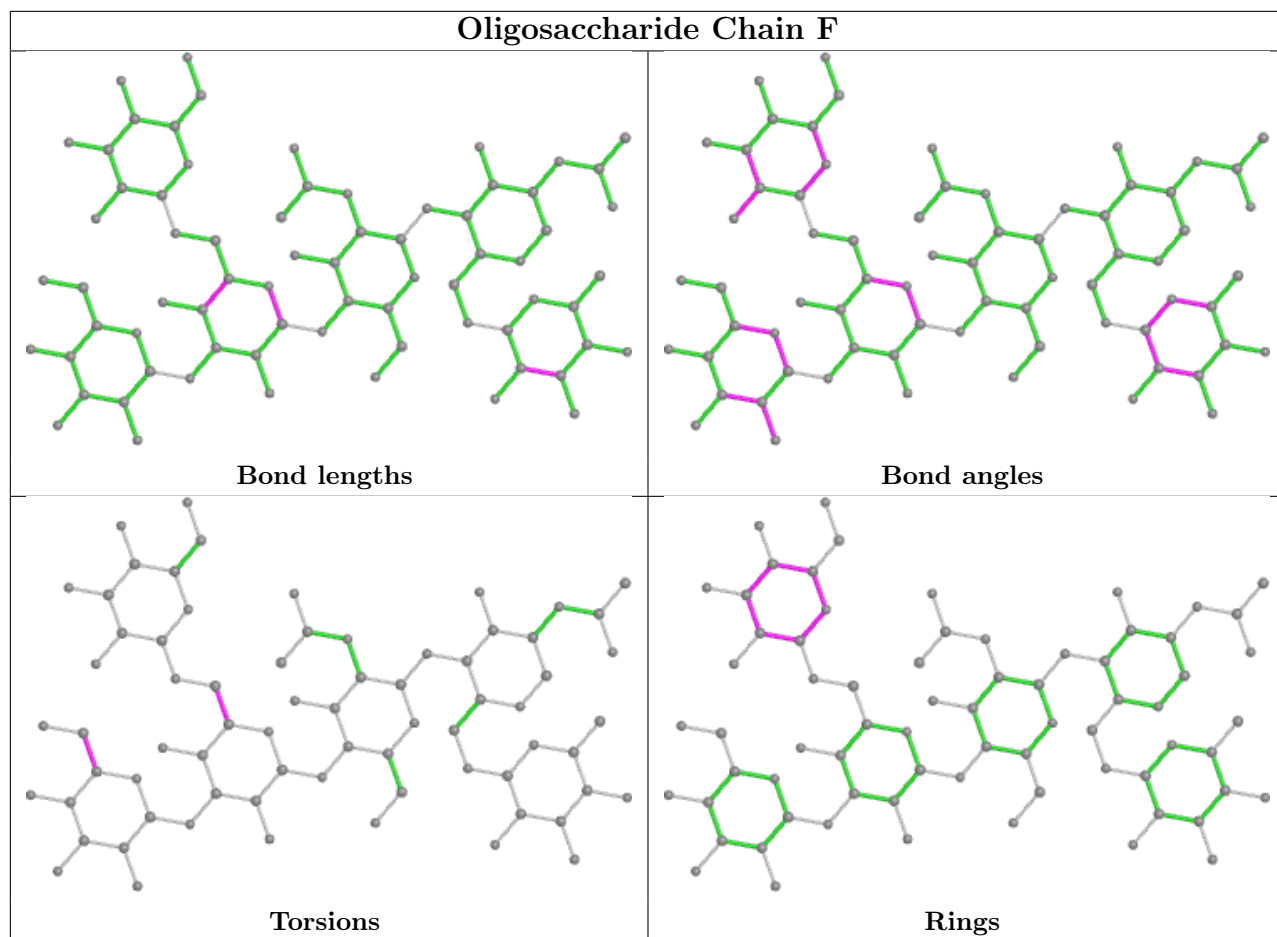 Oligosaccharide Chain F
Bond lengths
Bond angles
Torsions
Rings